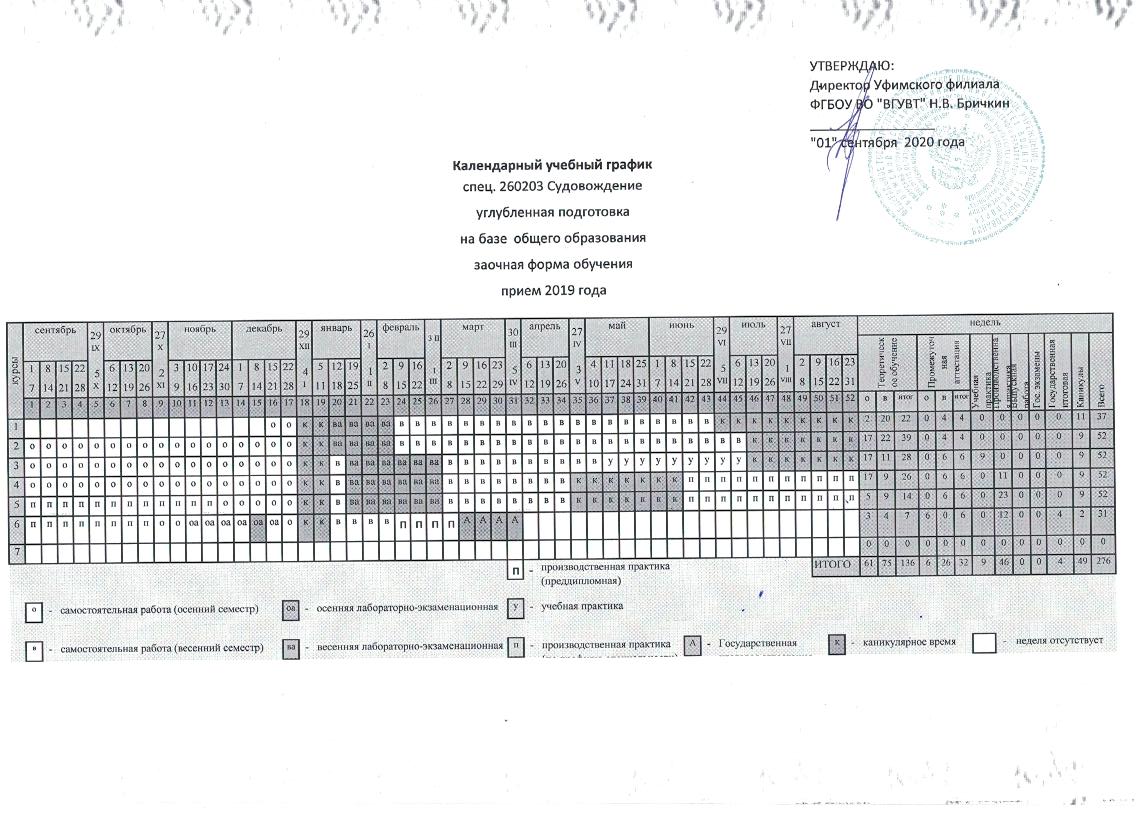 УТВЕРЖДАЮ:
Директор Уфимского филиала
ФГБОУ ВО "ВГУВТ" Н.В. Бричкин
"01" сентября 2020 года
Календарный учебный график
спец. 260203 Судовождение
углубленная подготовка
на базе общего образования
заочная форма обучения
прием 2019 года
курсы сентябрь 29 IX 5 X октябрь 27 X 2 XI ноябрь декабрь 29 XII 4 I январь 26 I 1 II февраль 3 II 1 III март 30 III 5 IV апрель 27 IV 3 V май июнь 29 VI 5 VII июль 27 VII 1 VIII август недель
1 8 15 22 6 13 20 3 10 17 24 1 8 15 22 5 12 19 2 9 16 2 9 16 23 6 13 20 4 11 18 25 1 8 15 22 6 13 20 2 9 16 23
7 14 21 28 12 19 26 9 16 23 30 7 14 21 28 11 18 25 8 15 22 8 15 22 29 12 19 26 10 17 24 31 7 14 21 28 12 19 26 8 15 22 31
Теоретическ ое обучение Промежуточ ная аттестации Учебная практика Гос.экзамены Государственная итоговая Каникулы Всего
1 2 3 4 5 6 7 8 9 10 11 12 13 14 15 16 17 18 19 20 21 22 23 24 25 26 27 28 29 30 31 32 33 34 35 36 37 38 39 40 41 42 43 44 45 46 47 48 49 50 51 52 о в итог о в итог
1 о о к к ва ва ва ва в в в в в в в в в в в в в в в в в в в в к к к к к к к к к 2 20 22 0 4 4 0 0 0 0 0 11 37
2 о о о о о о о о о о о о о о о о о к к ва ва ва ва в в в в в в в в в в в в в в в в в в в в в в к к к к к к к 17 22 39 0 4 4 0 0 0 0 0 9 52
3 о о о о о о о о о о о о о о о о о к к в ва ва ва ва ва ва в в в в в в в в в в у у у у у у у у у к к к к к к к 17 11 28 0 6 6 9 0 0 0 0 9 52
4 о о о о о о о о о о о о о о о о о к к в ва ва ва ва ва ва в в в в в в в в к к к к к к к п п п п п п п п п п п 17 9 26 0 6 6 0 11 0 0 0 9 52
5 п п п п п п п п п п п п о о о о о к к ва ва ва ва ва ва в в в в в в в в в к к к к к к к п п п п п п п п п п п 5 9 14 0 6 6 0 23 0 0 0 9 52
6 п п п п п п п п о о оа оа оа оа оа оа о к к в в в в П П П П А А А А 3 4 7 6 0 6 0 12 0 0 4 2 31
7 0 0 0 0 0 0 0 0 0 0 0 0 0
ИТОГО 61 75 136 6 26 32 9 46 0 0 4 49 276
П - производственная практика
(преддипломная)
о - самостоятельная работа (осенний семестр) оа - осенняя лабораторно-экзаменационная У - учебная практика
в - самостоятельная работа (весенний семестр) ва - весенняя лабораторно-экзаменационная п - производственная практика А - Государственная к - каникулярное время - неделя отсутствует